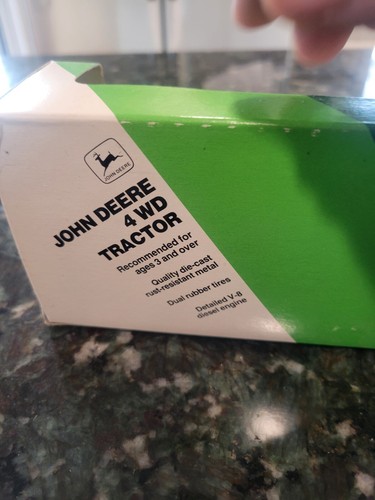 JOHN DEERE
JOHN DEERE
4 WD
TRACTOR
Recommended for
ages 3 and over
Quality die-cast
rust-resistant metal
Dual rubber tires
Detailed V-8
diesel engine